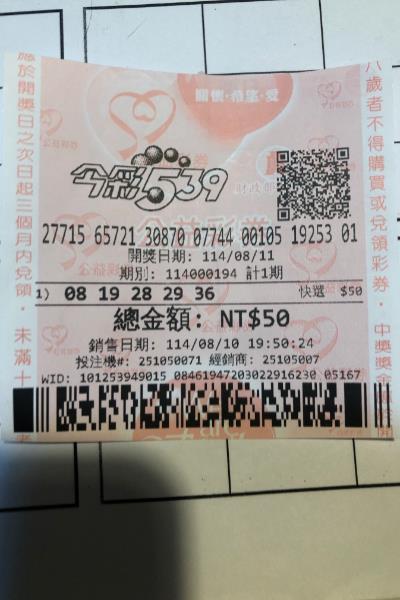 關懷·希望·愛
今彩539
27715 65721 30870 07744 00105 19253 01
開獎日期: 114/08/11
期別: 114000194 計1期
1) 08 19 28 29 36 快選 $50
總金額: NT$50
銷售日期: 114/08/10 19:50:24
投注機#: 251050071 經銷商: 25105007
WID: 101253949015 08461947203022916230 05167
應於開獎日之次日起三個月內兌領。未滿十
八歲者不得購買或兌領彩券。中獎獎金